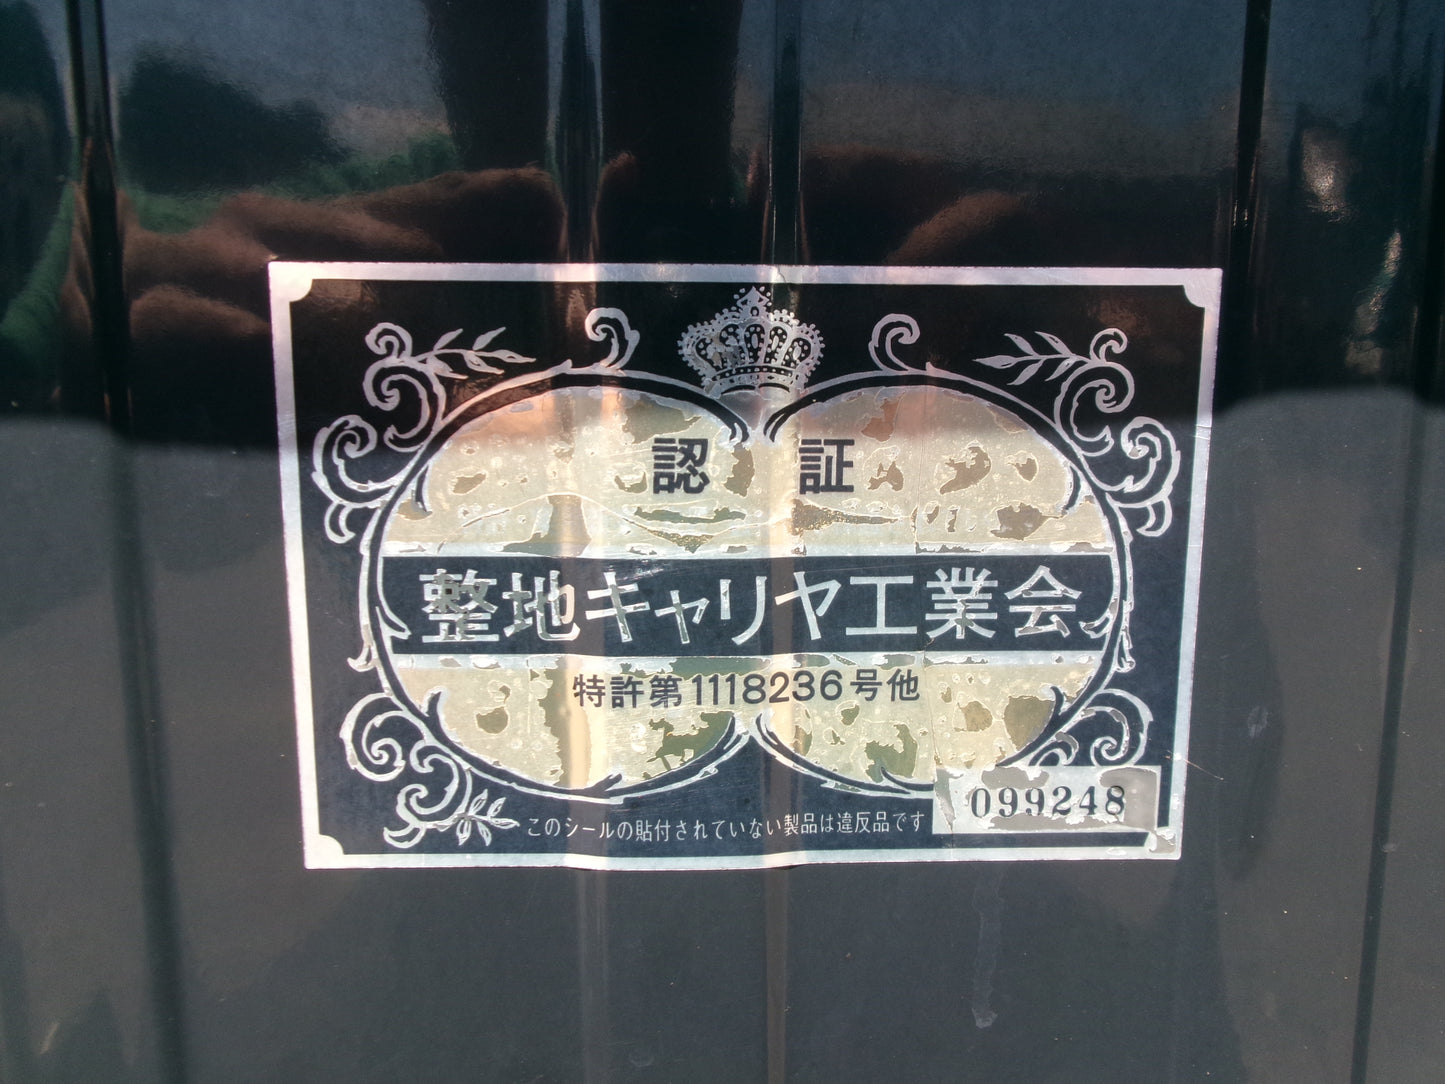 認証
整地キャリヤ工業会
特許第1118236号他
このシールの貼付されていない製品は違反品です
099248